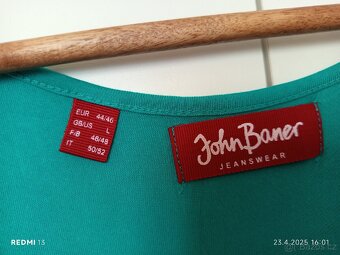 EUR 44/46
GB/US L
F/B 46/48
IT 50/52
John Baner
JEANSWEAR
REDMI 13
23.4.2025 16:01